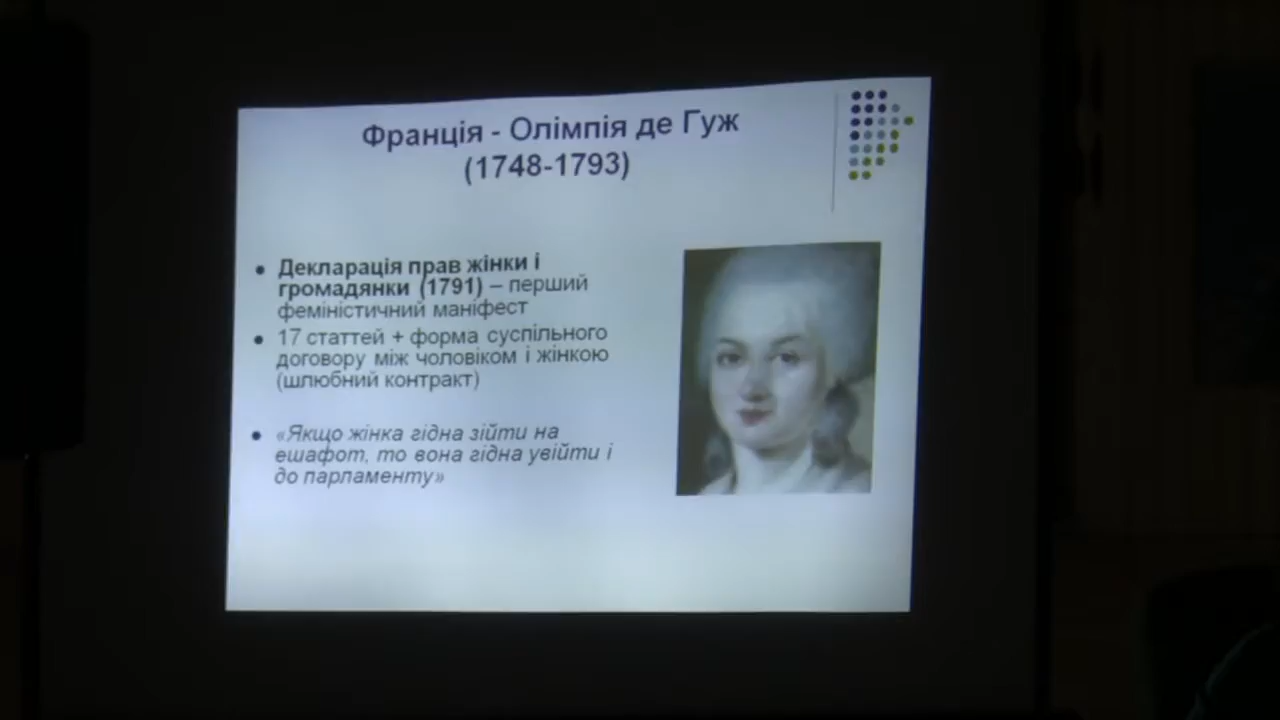 Франція - Олімпія де Гуж
(1748-1793)
Декларація прав жінки і
громадянки (1791) – перший
феміністичний маніфест
17 статтей + форма суспільного
договору між чоловіком і жінкою
(шлюбний контракт)
«Якщо жінка гідна зійти на
ешафот, то вона гідна увійти і
до парламенту»